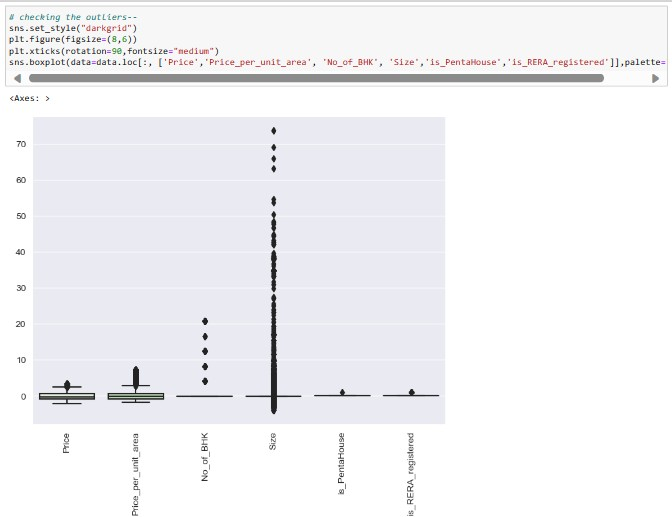 # checking the outliers--
sns.set_style("darkgrid")
plt.figure(figsize=(8,6))
plt.xticks(rotation=90,fontsize="medium")
sns.boxplot(data=data.loc[:, ['Price','Price_per_unit_area', 'No_of_BHK', 'Size','is_PentaHouse','is_RERA_registered']],palette=
<Axes: >
70
60
50
40
30
20
10
0
Price
Price_per_unit_area
No_of_BHK
Size
is_PentaHouse
is_RERA_registered